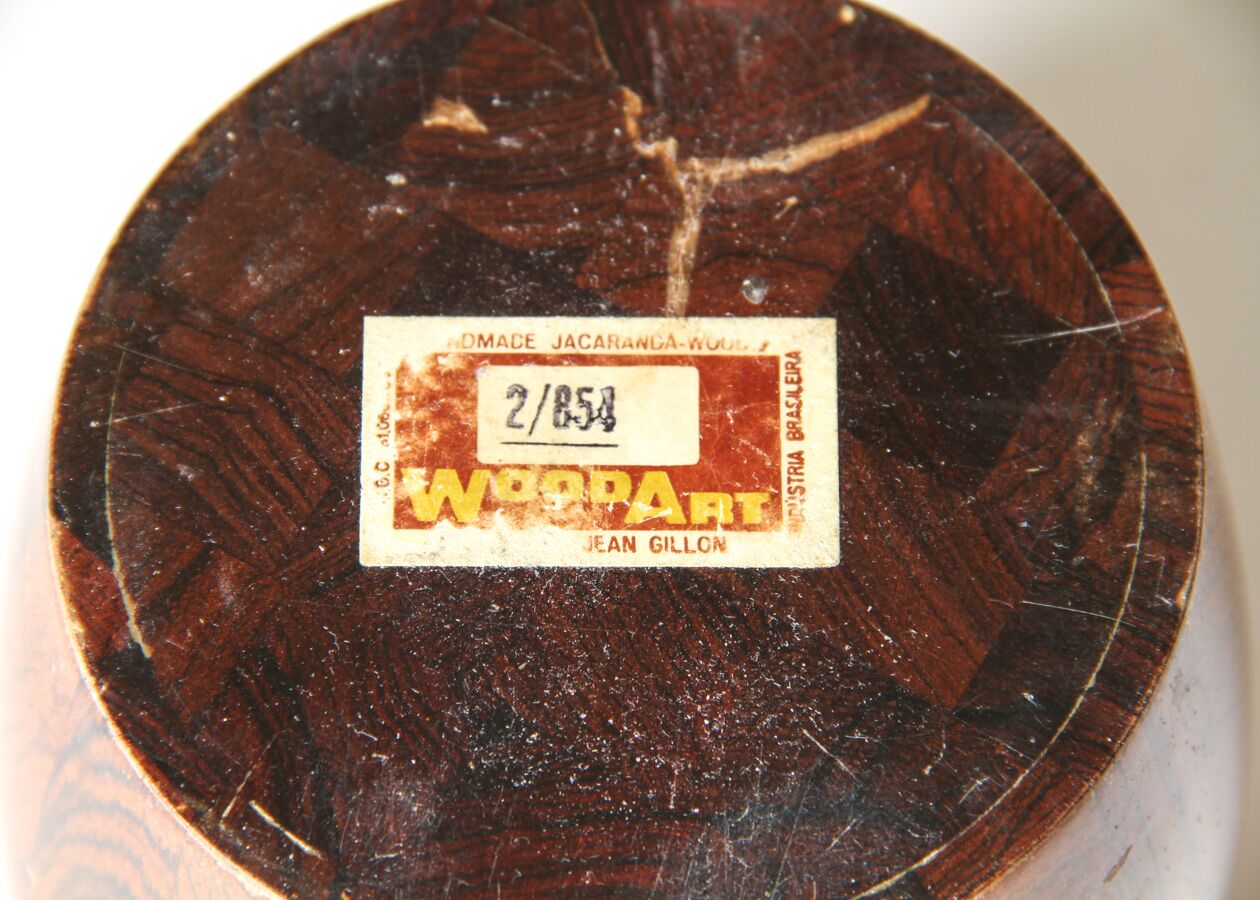 JACARANDA-WOOD
2/854
WOODART
JEAN GILLON
INDUSTRIA BRASILEIRA